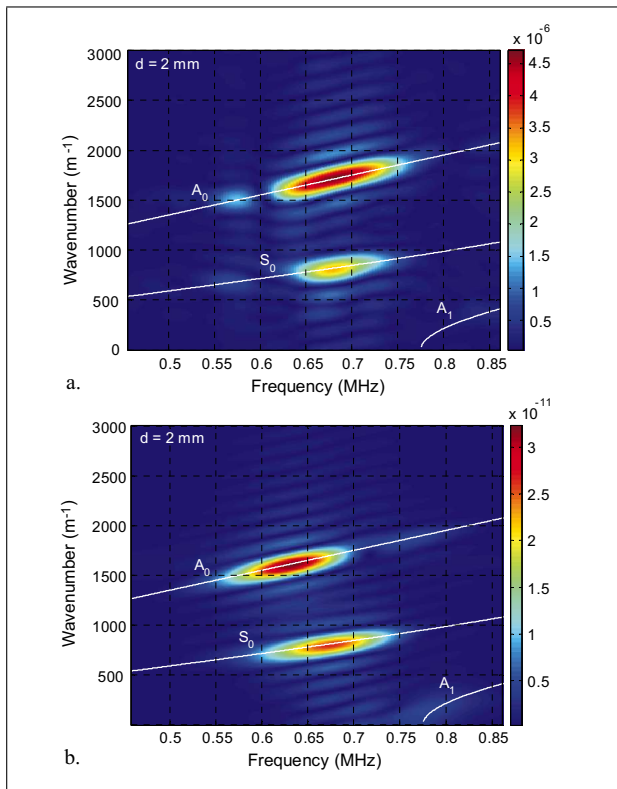 x 10⁻⁶
d = 2 mm
3000
2500
2000
1500
1000
500
0
Wavenumber (m⁻¹)
A₀
S₀
A₁
4.5
4
3.5
3
2.5
2
1.5
1
0.5
0.5 0.55 0.6 0.65 0.7 0.75 0.8 0.85
Frequency (MHz)
a.
x 10⁻¹¹
d = 2 mm
3000
2500
2000
1500
1000
500
Wavenumber (m⁻¹)
A₀
S₀
A₁
3
2.5
2
1.5
1
0.5
0.5 0.55 0.6 0.65 0.7 0.75 0.8 0.85
Frequency (MHz)
b.